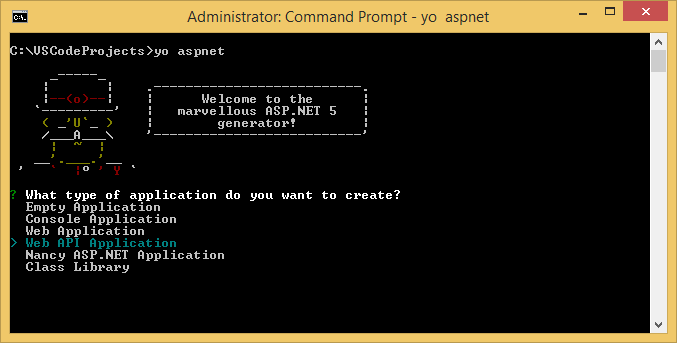 Administrator: Command Prompt - yo  aspnet
C:\VSCodeProjects>yo aspnet
Welcome to the
marvellous ASP.NET 5
generator!
? What type of application do you want to create?
Empty Application
Console Application
Web Application
> Web API Application
Nancy ASP.NET Application
Class Library